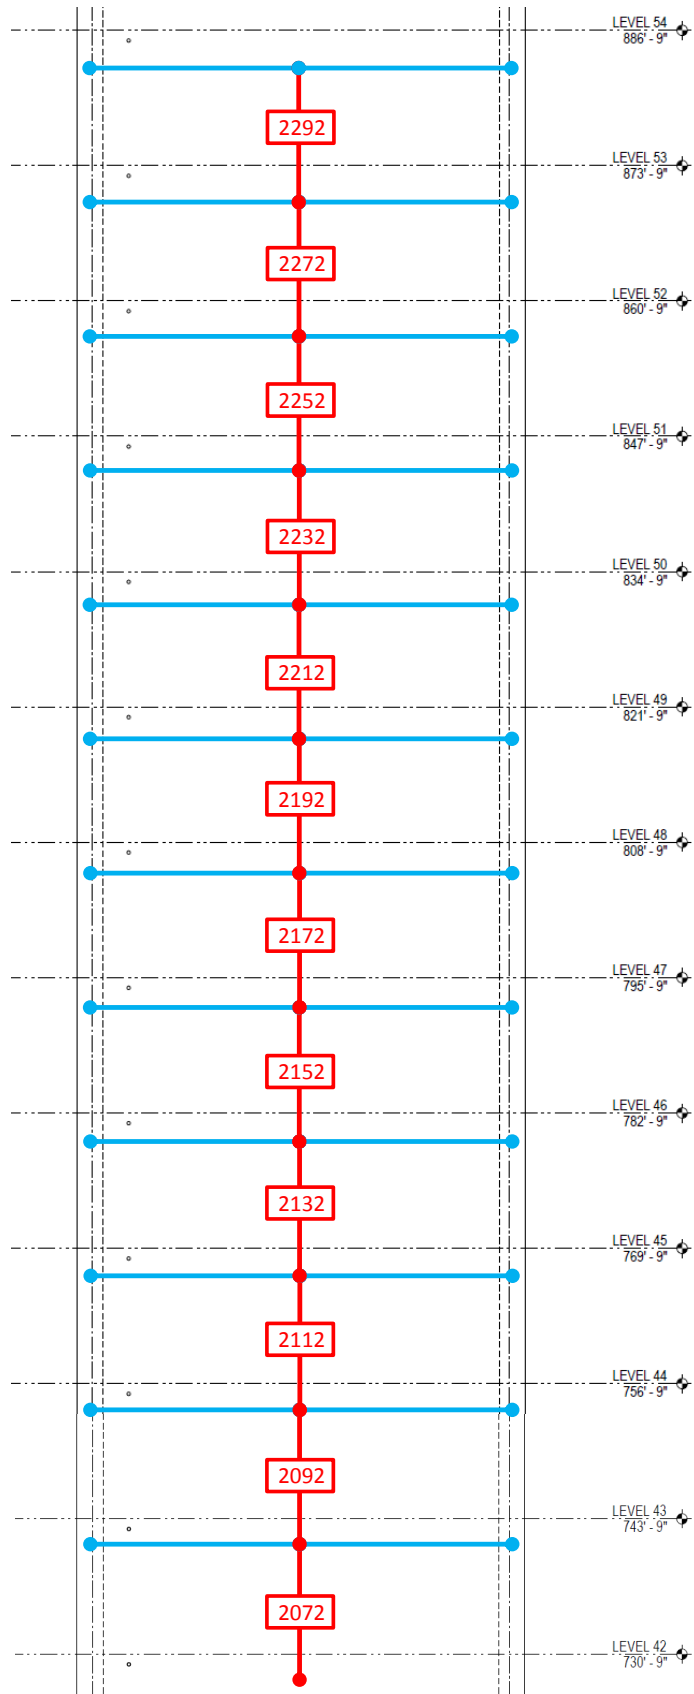 LEVEL 54
886' - 9"
2292
LEVEL 53
873' - 9"
2272
LEVEL 52
860' - 9"
2252
LEVEL 51
847' - 9"
2232
LEVEL 50
834' - 9"
2212
LEVEL 49
821' - 9"
2192
LEVEL 48
808' - 9"
2172
LEVEL 47
795' - 9"
2152
LEVEL 46
782' - 9"
2132
LEVEL 45
769' - 9"
2112
LEVEL 44
756' - 9"
2092
LEVEL 43
743' - 9"
2072
LEVEL 42
730' - 9"